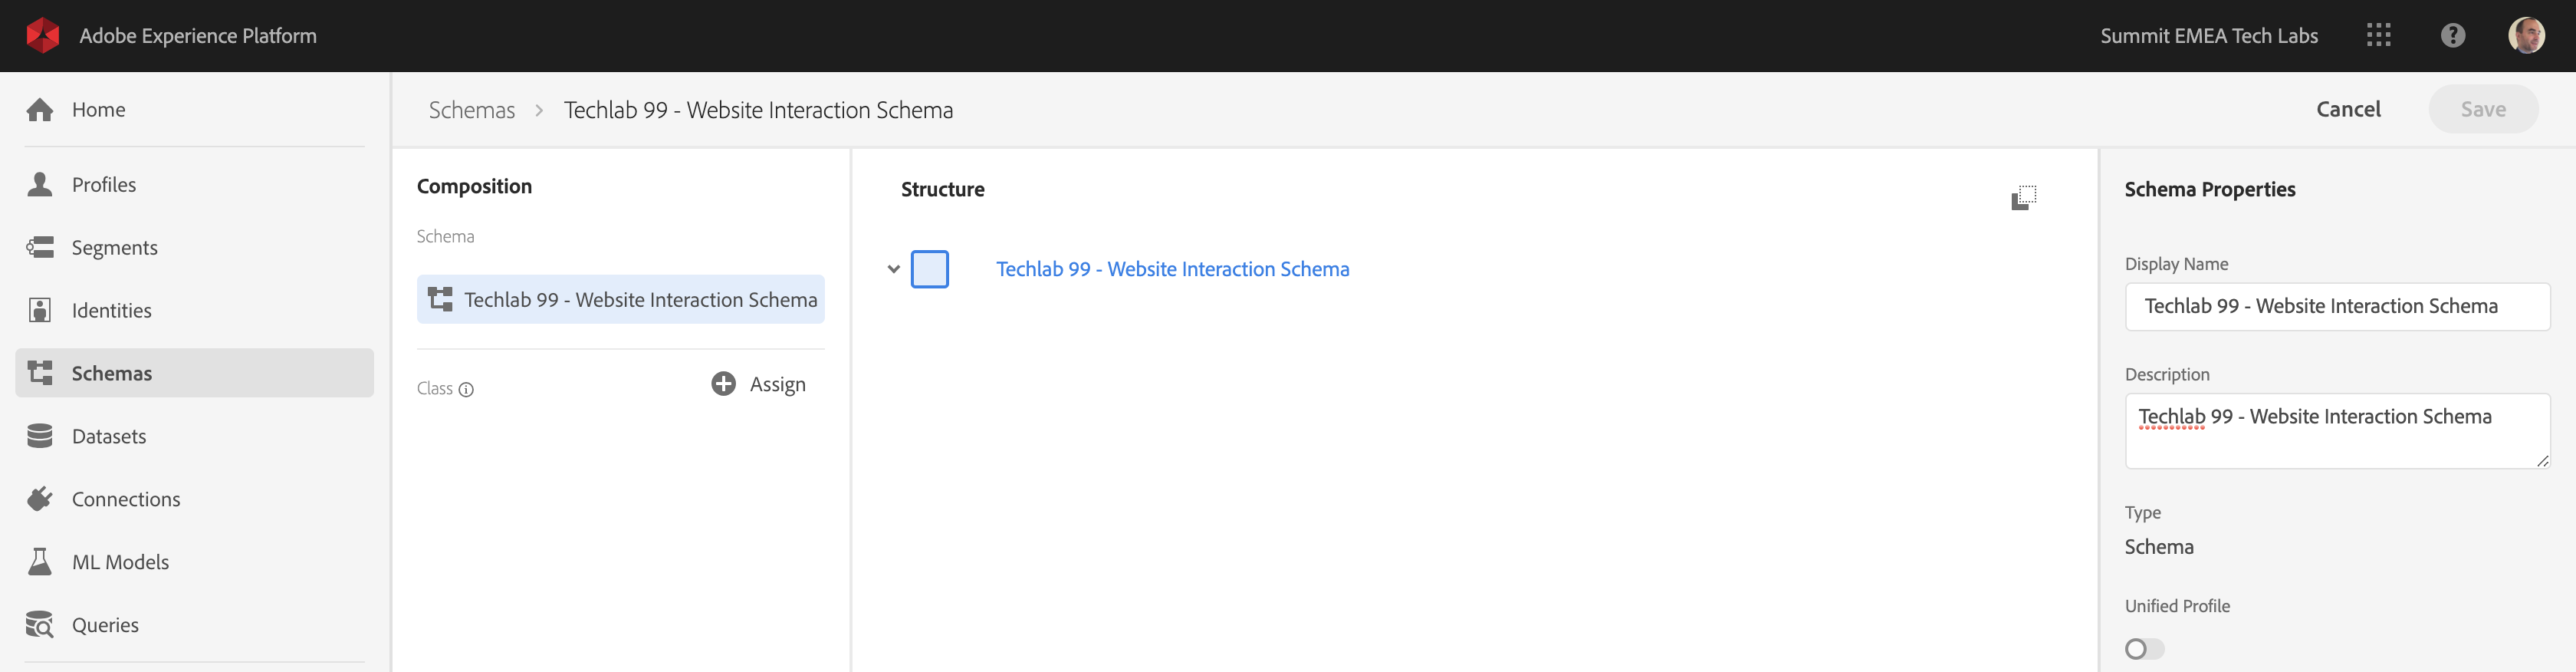 Adobe Experience Platform
Summit EMEA Tech Labs
Home
Profiles
Segments
Identities
Schemas
Datasets
Connections
ML Models
Queries
Schemas > Techlab 99 - Website Interaction Schema
Cancel
Save
Composition
Schema
Techlab 99 - Website Interaction Schema
Class
Assign
Structure
Techlab 99 - Website Interaction Schema
Schema Properties
Display Name
Techlab 99 - Website Interaction Schema
Description
Techlab 99 - Website Interaction Schema
Type
Schema
Unified Profile